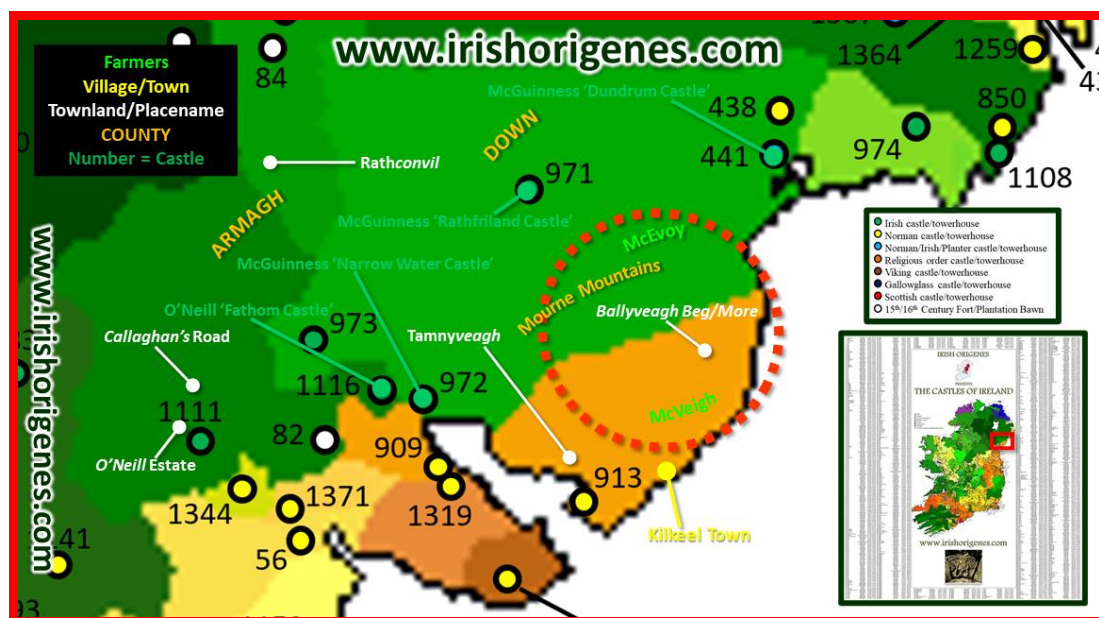 www.irishorigenes.com
Farmers
Village/Town
Townland/Placename
COUNTY
Number = Castle
84
1364
1259
McGuinness ‘Dundrum Castle’
438
850
DOWN
441
974
1108
Rathconvil
971
ARMAGH
McGuinness ‘Rathfriland Castle’
McEvoy
McGuinness ‘Narrow Water Castle’
Mourne Mountains
O’Neill ‘Fathom Castle’
Ballyveagh Beg/More
Callaghan’s Road
973
Tamnyveagh
1116
972
1111
McVeigh
82
909
O’Neill Estate
913
1344
1371
1319
Kilkeel Town
56
www.irishorigenes.com
Irish castle/towerhouse
Norman castle/towerhouse
Norman/Irish/Planter castle/towerhouse
Religious order castle/towerhouse
Viking castle/towerhouse
Gallowglass castle/towerhouse
Scottish castle/towerhouse
15th/16th Century Fort/Plantation Bawn
IRISH ORIGENES
PRESENTS
THE CASTLES OF IRELAND
www.irishorigenes.com